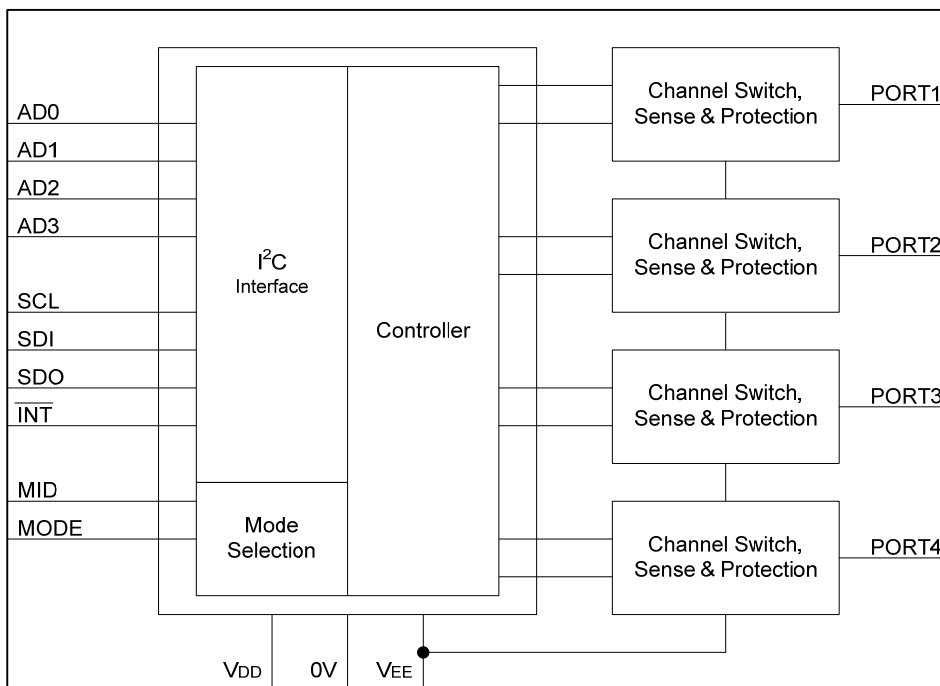 AD0
AD1
AD2
AD3
SCL
SDI
SDO
INT
MID
MODE
I²C
Interface
Mode
Selection
Controller
Channel Switch,
Sense & Protection
PORT1
Channel Switch,
Sense & Protection
PORT2
Channel Switch,
Sense & Protection
PORT3
Channel Switch,
Sense & Protection
PORT4
VDD
0V
VEE